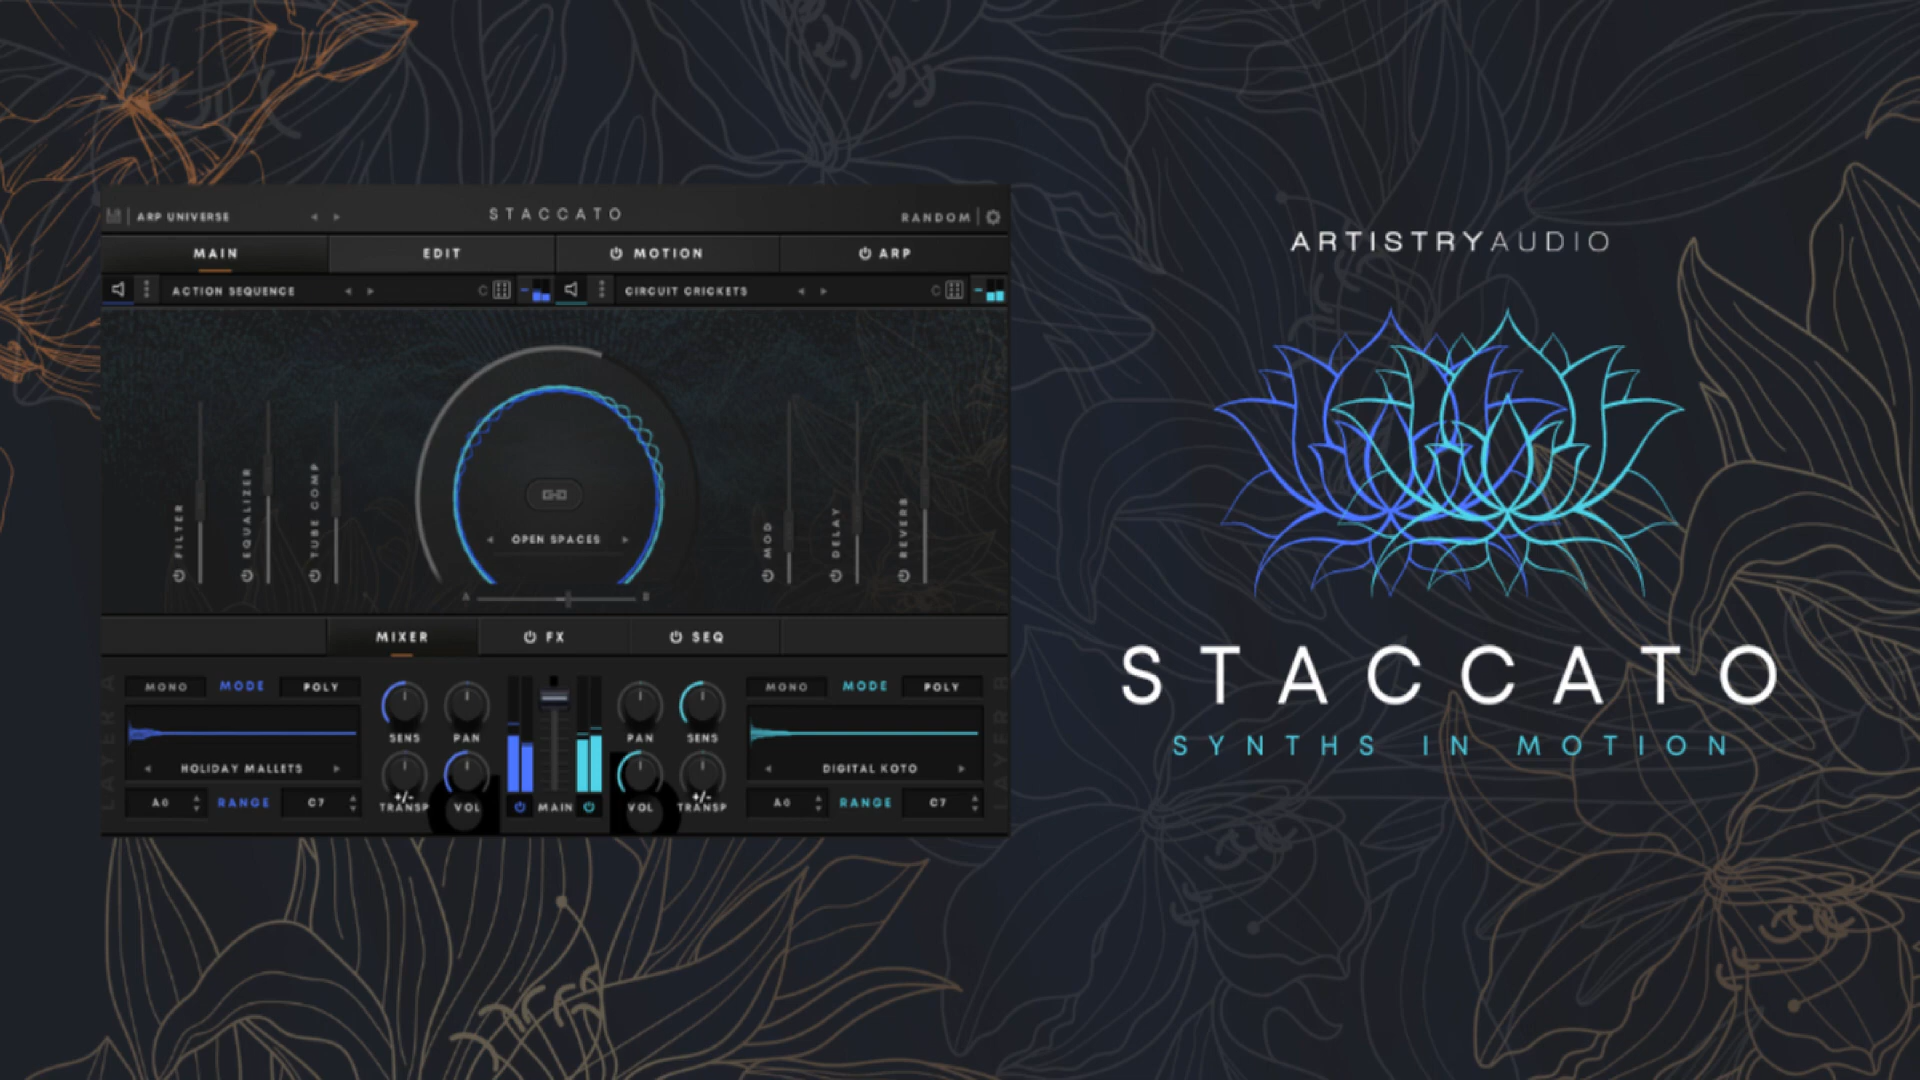 ARP UNIVERSE
STACCATO
RANDOM
MAIN
EDIT
MOTION
ARP
ACTION SEQUENCE
C
CIRCUIT CRICKETS
C
FILTER
EQUALIZER
TUBE COMP
OPEN SPACES
A
B
MOD
DELAY
REVERB
MIXER
FX
SEQ
LAYER A
MONO MODE POLY
HOLIDAY MALLETS
A0 RANGE C7
SENS PAN
+/-
TRANSP VOL
MAIN
PAN SENS
+/-
VOL TRANSP
MONO MODE POLY
DIGITAL KOTO
A0 RANGE C7
ARTISTRYAUDIO
STACCATO
SYNTHS IN MOTION